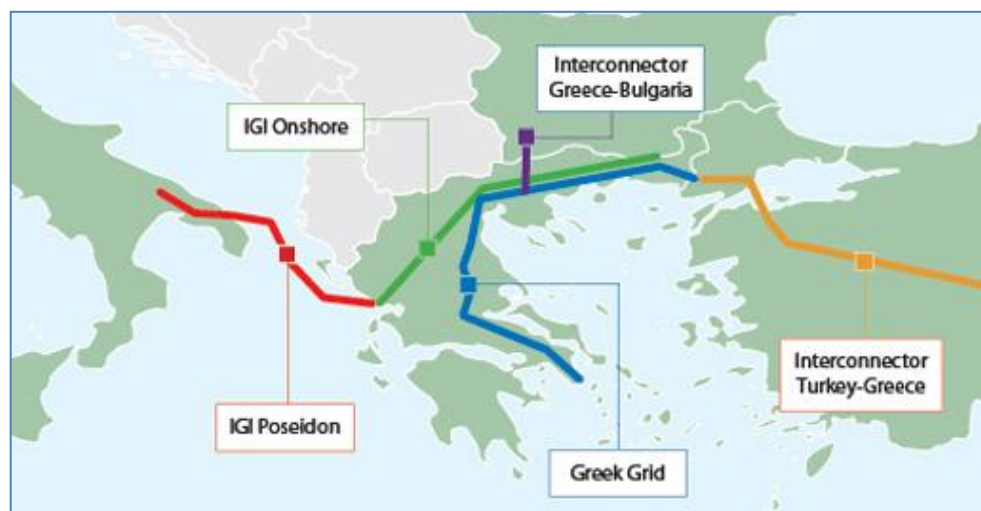 Interconnector
Greece-Bulgaria
IGI Onshore
Interconnector
Turkey-Greece
IGI Poseidon
Greek Grid